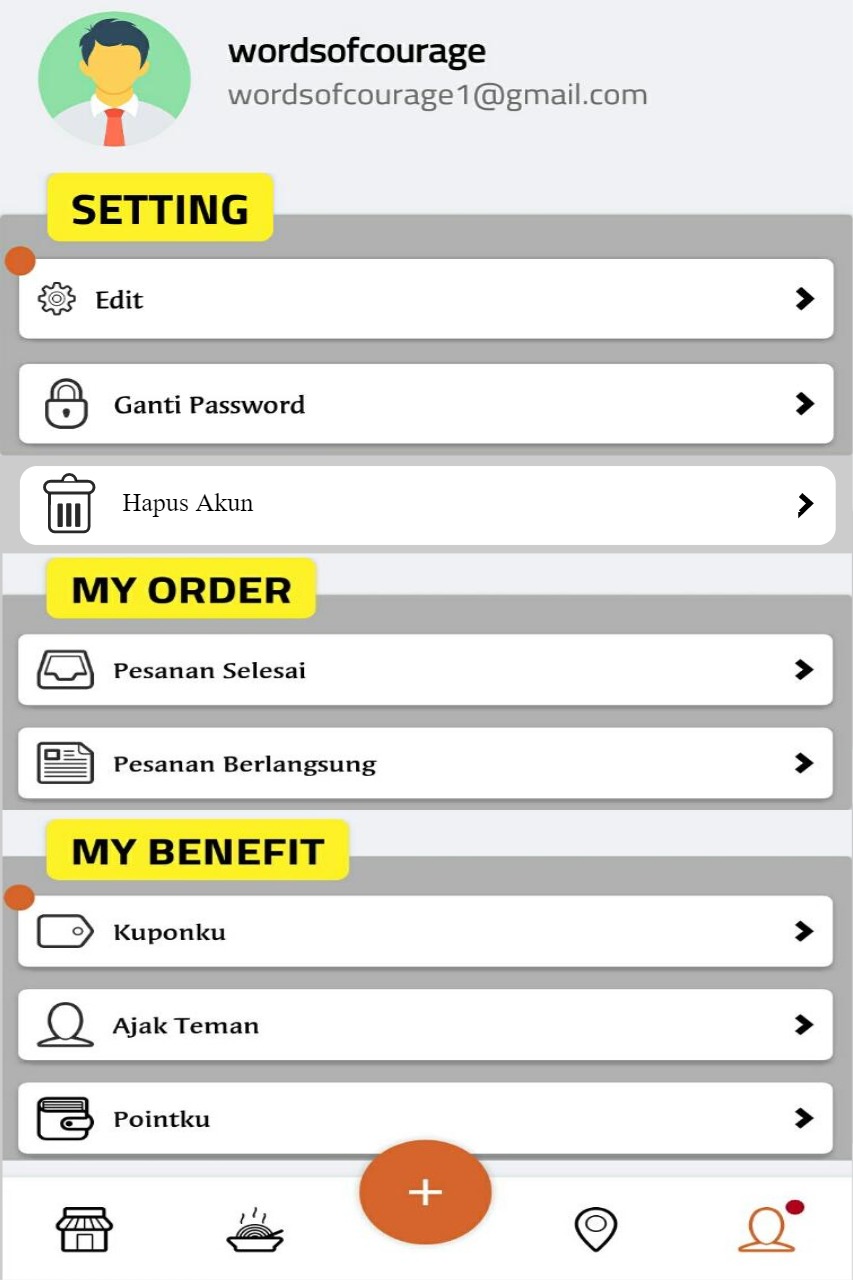 wordsofcourage
wordsofcourage1@gmail.com
SETTING
Edit
Ganti Password
Hapus Akun
MY ORDER
Pesanan Selesai
Pesanan Berlangsung
MY BENEFIT
Kuponku
Ajak Teman
Pointku